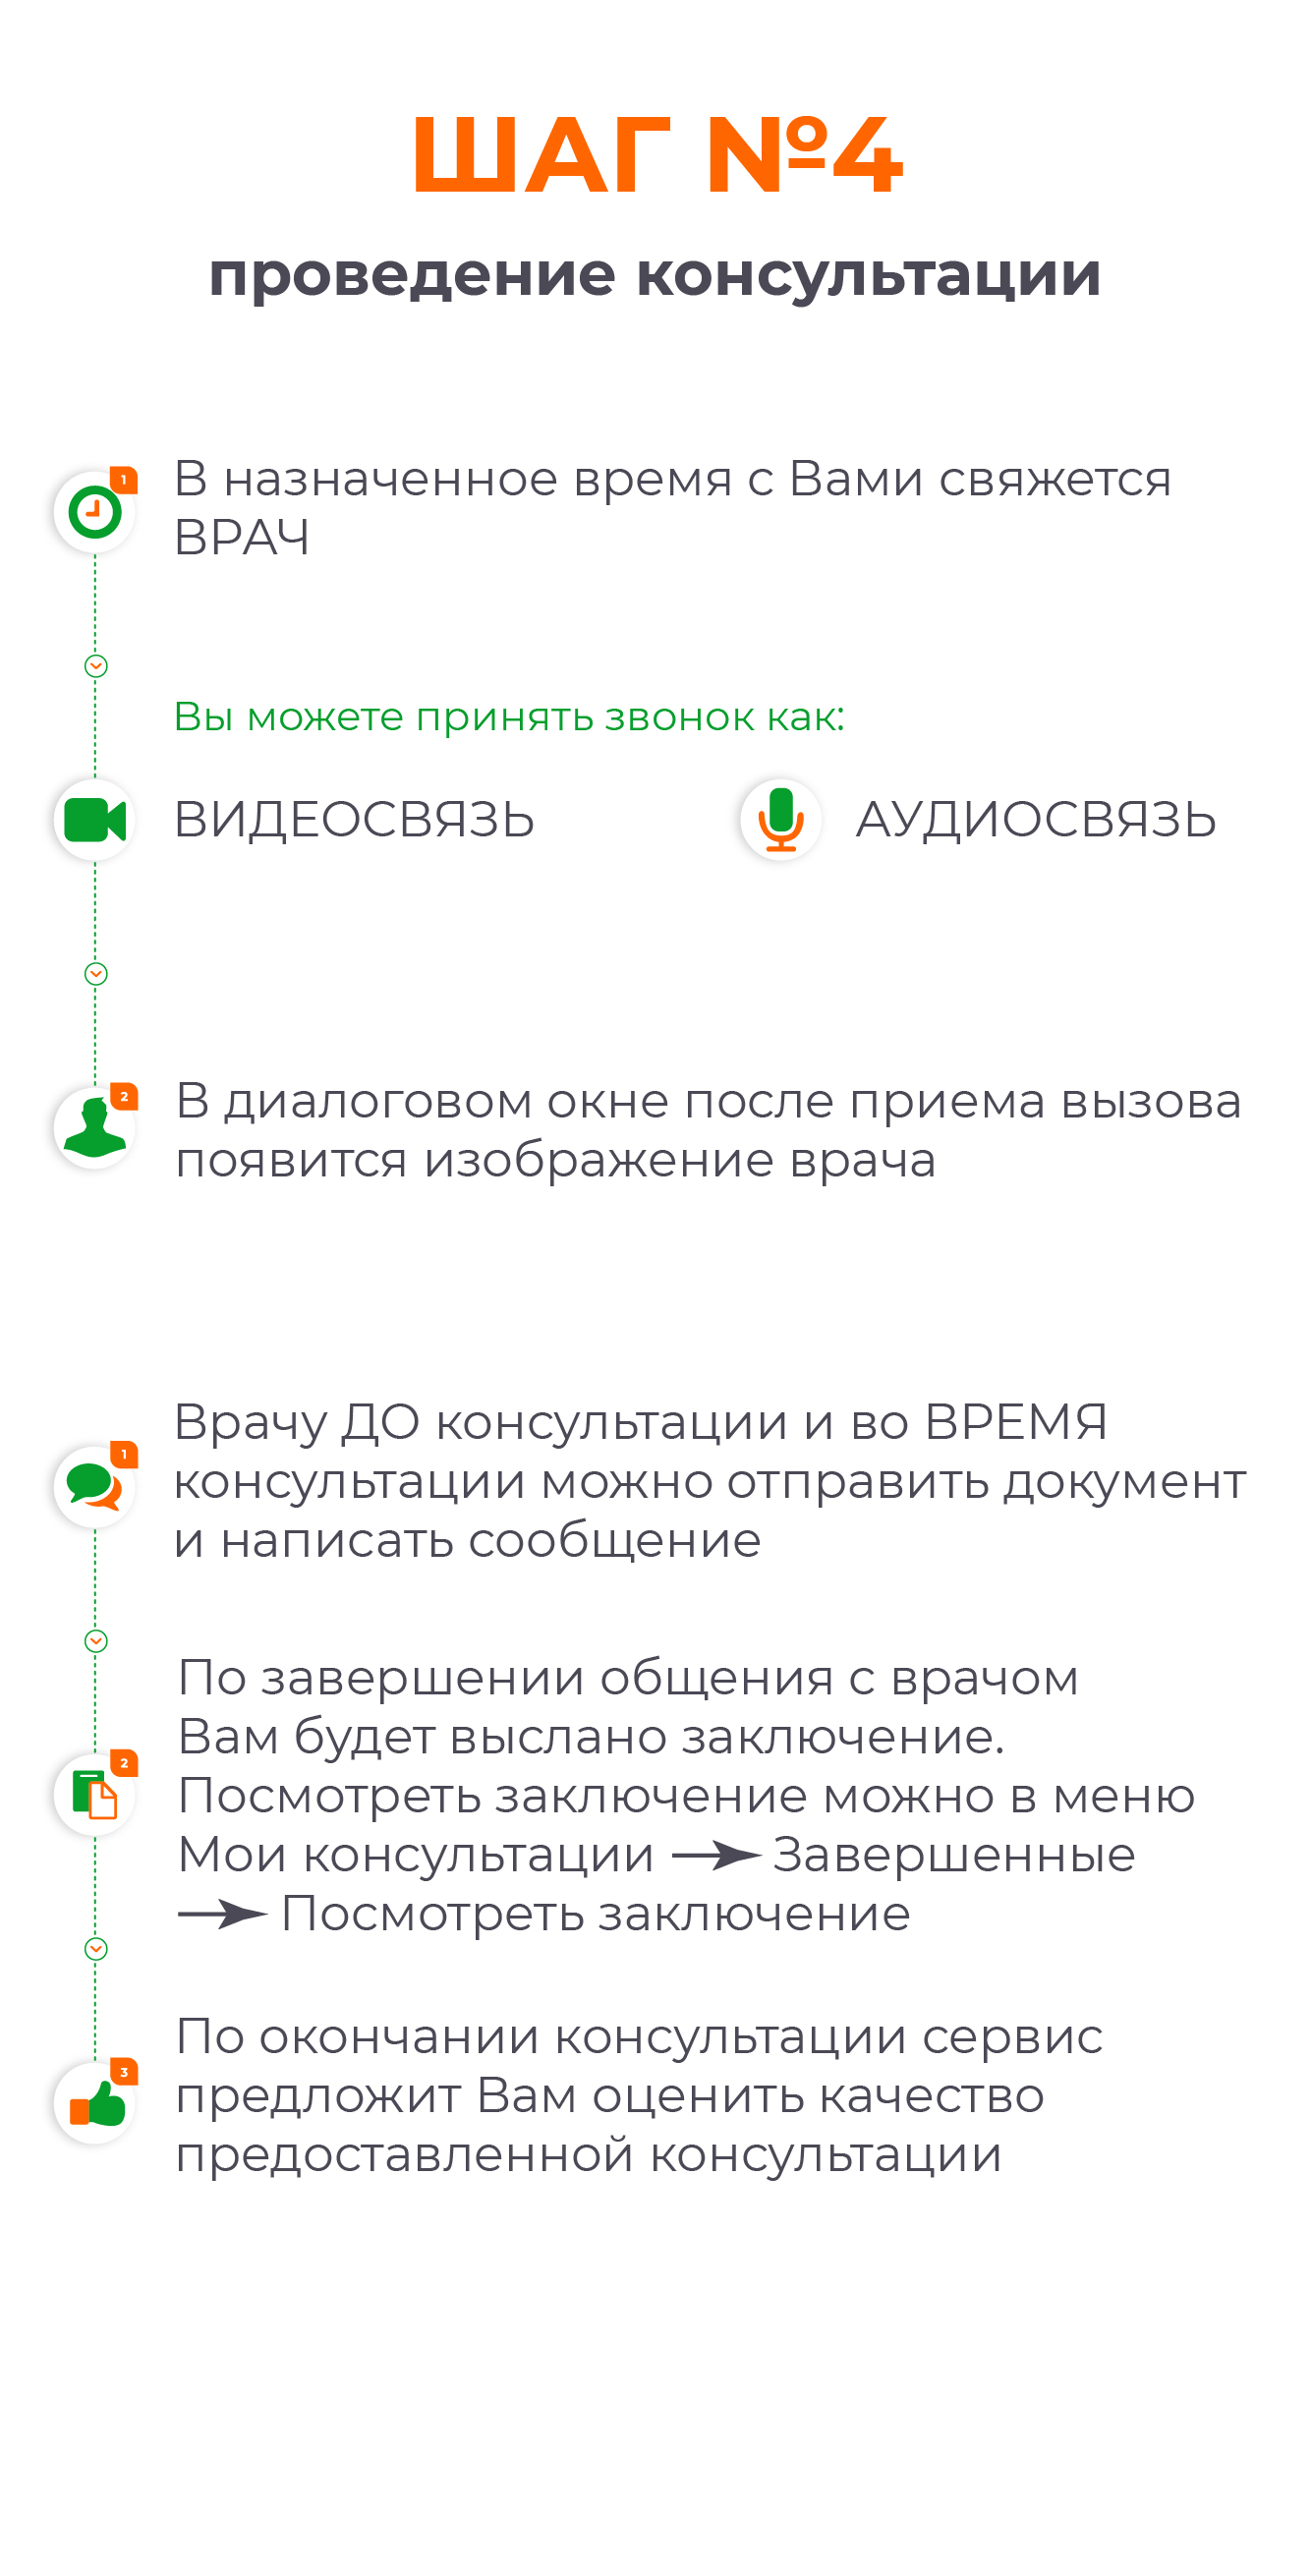 ШАГ №4
проведение консультации
1
В назначенное время с Вами свяжется
ВРАЧ
Вы можете принять звонок как:
ВИДЕОСВЯЗЬ
АУДИОСВЯЗЬ
2
В диалоговом окне после приема вызова
появится изображение врача
1
Врачу ДО консультации и во ВРЕМЯ
консультации можно отправить документ
и написать сообщение
2
По завершении общения с врачом
Вам будет выслано заключение.
Посмотреть заключение можно в меню
Мои консультации → Завершенные
→ Посмотреть заключение
3
По окончании консультации сервис
предложит Вам оценить качество
предоставленной консультации